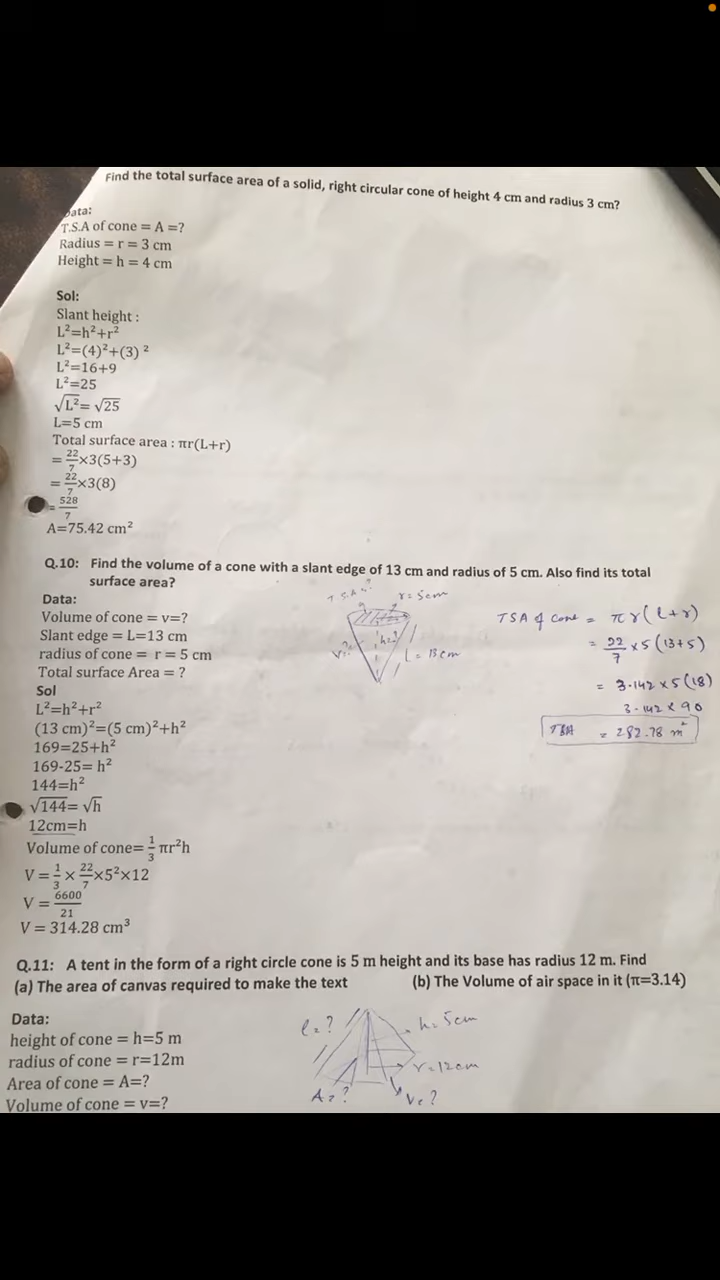 Find the total surface area of a solid, right circular cone of height 4 cm and radius 3 cm?
Data:
T.S.A of cone = A =?
Radius = r = 3 cm
Height = h = 4 cm
Sol:
Slant height :
L²=h²+r²
L²=(4)²+(3) ²
L²=16+9
L²=25
√L²= √25
L=5 cm
Total surface area : πr(L+r)
= 22/7 ×3(5+3)
= 22/7 ×3(8)
= 528/7
A=75.42 cm²
Q.10: Find the volume of a cone with a slant edge of 13 cm and radius of 5 cm. Also find its total
surface area?
Data:
Volume of cone = v=?
Slant edge = L=13 cm
radius of cone = r = 5 cm
Total surface Area = ?
Sol
L²=h²+r²
(13 cm)²=(5 cm)²+h²
169=25+h²
169-25= h²
144=h²
√144= √h
12cm=h
Volume of cone= 1/3 πr²h
V = 1/3 × 22/7 ×5²×12
V = 6600/21
V = 314.28 cm³
T.S.A = ?
r = 5cm
h=?
V=?
L = 13cm
TSA of cone = πr(l+r)
= 22/7 × 5 (13+5)
= 3.142 × 5(18)
3.142 × 90
TSA = 282.78 m²
Q.11: A tent in the form of a right circle cone is 5 m height and its base has radius 12 m. Find
(a) The area of canvas required to make the text (b) The Volume of air space in it (π=3.14)
Data:
height of cone = h=5 m
radius of cone = r=12m
Area of cone = A=?
Volume of cone = v=?
l=?
h=5cm
r=12cm
A=?
V=?